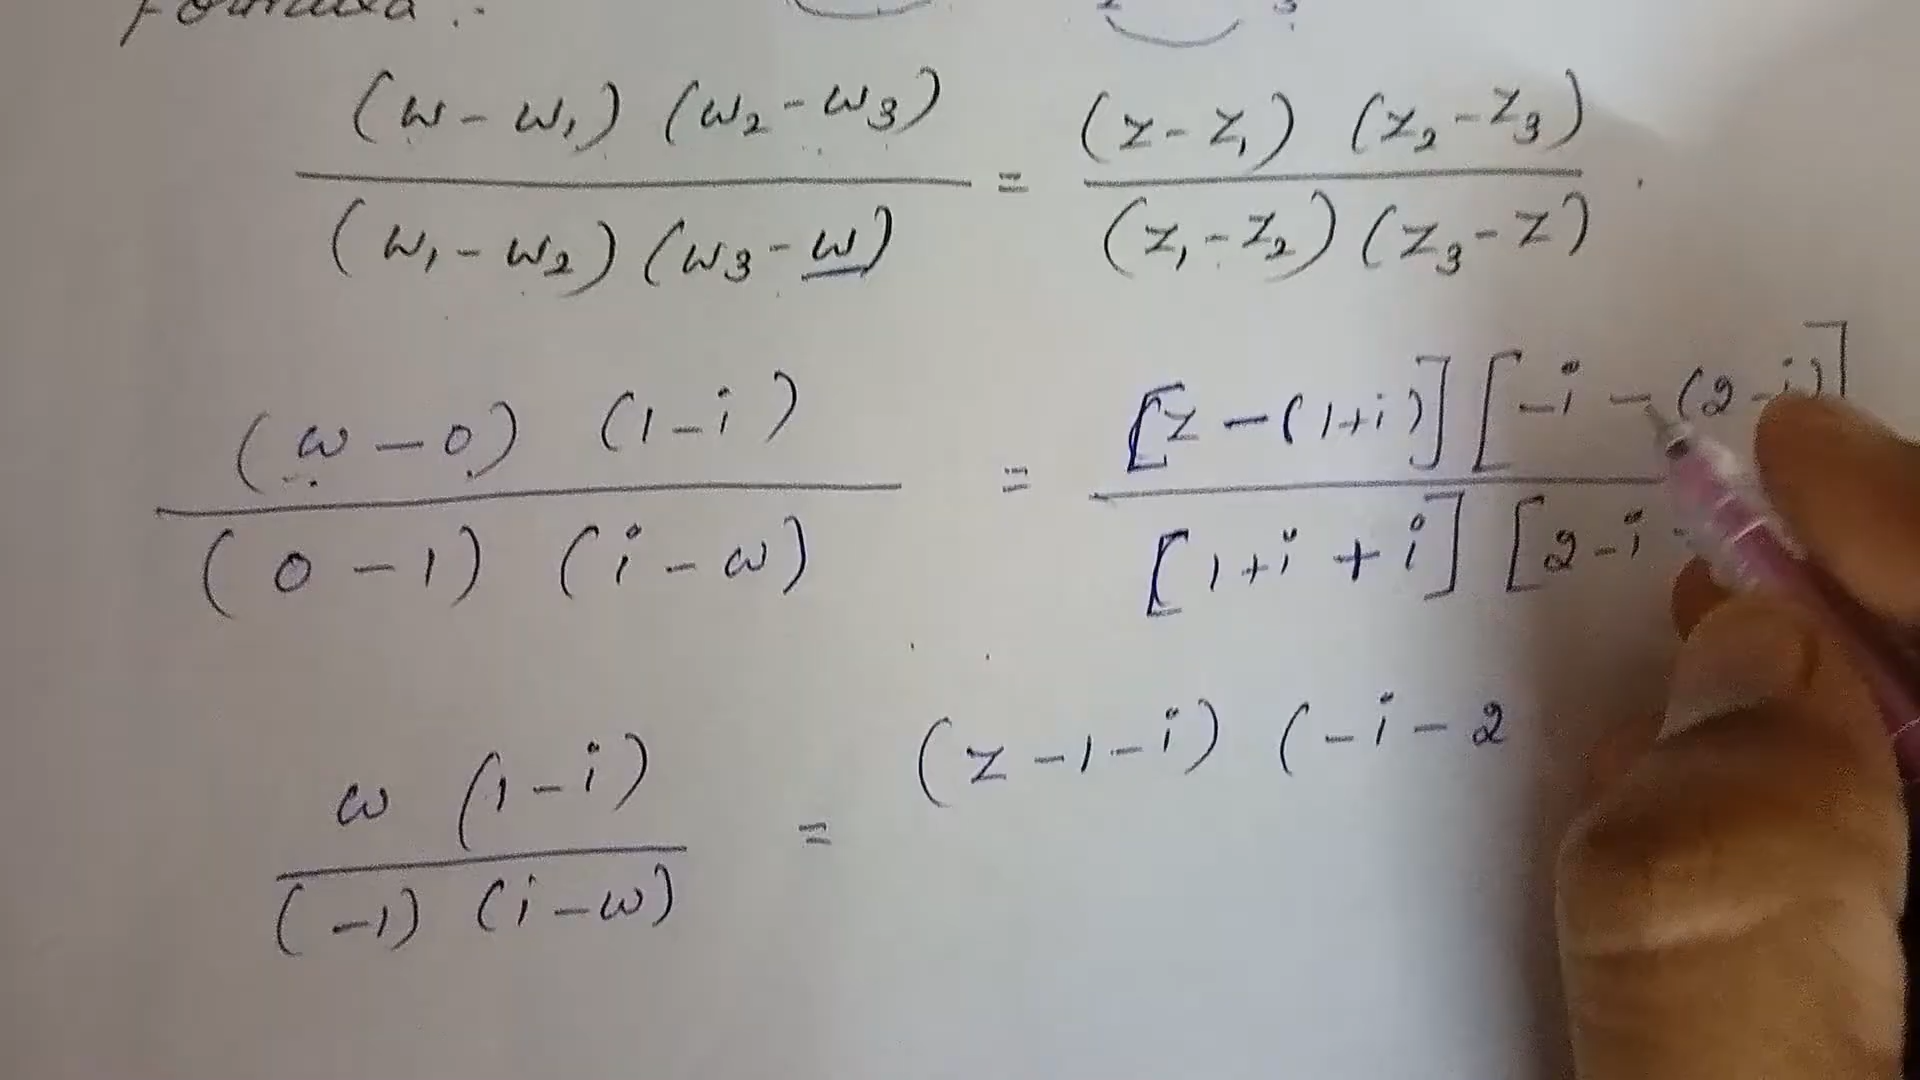 Formula :
(w - w₁) (w₂ - w₃) / (w₁ - w₂) (w₃ - w) = (z - z₁) (z₂ - z₃) / (z₁ - z₂) (z₃ - z) .
(w - 0) (1 - i) / (0 - 1) (i - w) = [z - (1+i)] [-i - (2 - i)] / [1+i + i] [2 - i
w (1 - i) / (-1) (i - w) = (z - 1 - i) (-i - 2